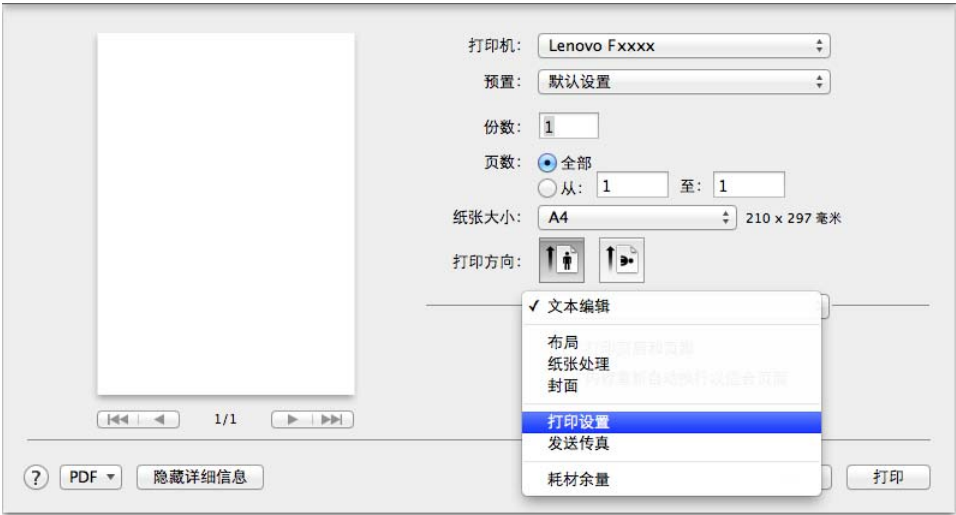 打印机: Lenovo Fxxxx
预置: 默认设置
份数: 1
页数: 全部
从: 1 至: 1
纸张大小: A4 210 x 297 毫米
打印方向:
✓ 文本编辑
布局
纸张处理
封面
打印设置
发送传真
耗材余量
1/1
? PDF 隐藏详细信息 打印